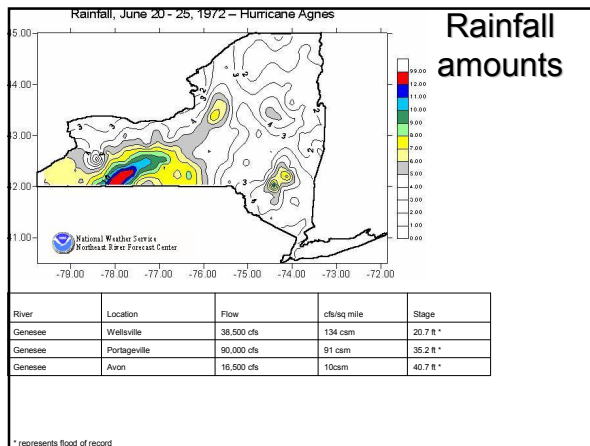 Rainfall, June 20 - 25, 1972 -- Hurricane Agnes
Rainfall
amounts
45.00
44.00
43.00
42.00
41.00
-79.00 -78.00 -77.00 -76.00 -75.00 -74.00 -73.00 -72.00
99.00
12.00
11.00
10.00
9.00
8.00
7.00
6.00
5.00
4.00
3.00
2.00
1.00
0.00
National Weather Service
Northeast River Forecast Center
River Location Flow cfs/sq mile Stage
Genesee Wellsville 38,500 cfs 134 csm 20.7 ft *
Genesee Portageville 90,000 cfs 91 csm 35.2 ft *
Genesee Avon 16,500 cfs 10csm 40.7 ft *
* represents flood of record